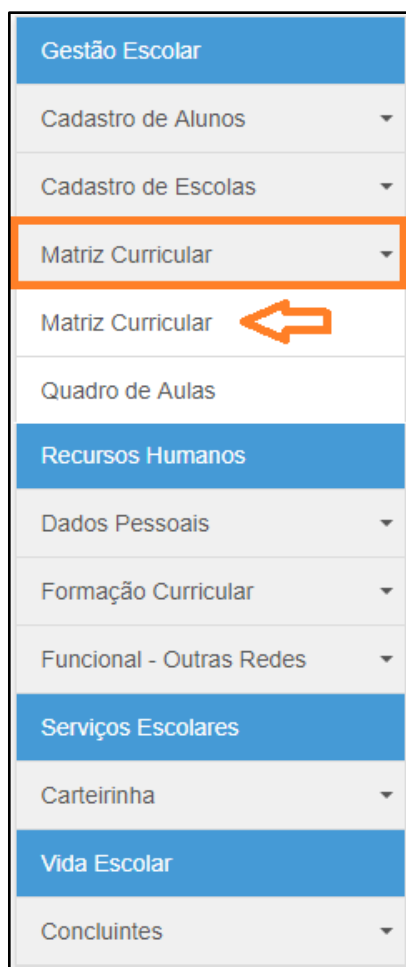 Gestão Escolar
Cadastro de Alunos
Cadastro de Escolas
Matriz Curricular
Matriz Curricular
Quadro de Aulas
Recursos Humanos
Dados Pessoais
Formação Curricular
Funcional - Outras Redes
Serviços Escolares
Carteirinha
Vida Escolar
Concluintes